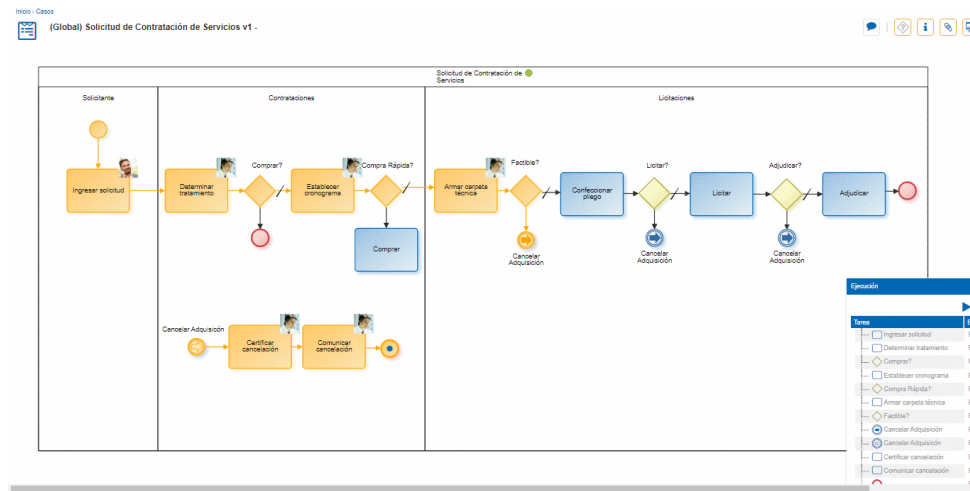 Inicio - Casos
(Global) Solicitud de Contratación de Servicios v1 -
Solicitud de Contratación de
Servicios
Solicitante
Contrataciones
Licitaciones
Ingresar solicitud
Determinar
tratamiento
Comprar?
Establecer
cronograma
Compra Rápida?
Comprar
Armar carpeta
técnica
Factible?
Cancelar
Adquisición
Confeccionar
pliego
Licitar?
Cancelar
Adquisición
Licitar
Adjudicar?
Cancelar
Adquisición
Adjudicar
Cancelar Adquisición
Certificar
cancelación
Comunicar
cancelación
Ejecución
Tarea
Ingresar solicitud
Determinar tratamiento
Comprar?
Establecer cronograma
Compra Rápida?
Armar carpeta técnica
Factible?
Cancelar Adquisición
Cancelar Adquisición
Certificar cancelación
Comunicar cancelación